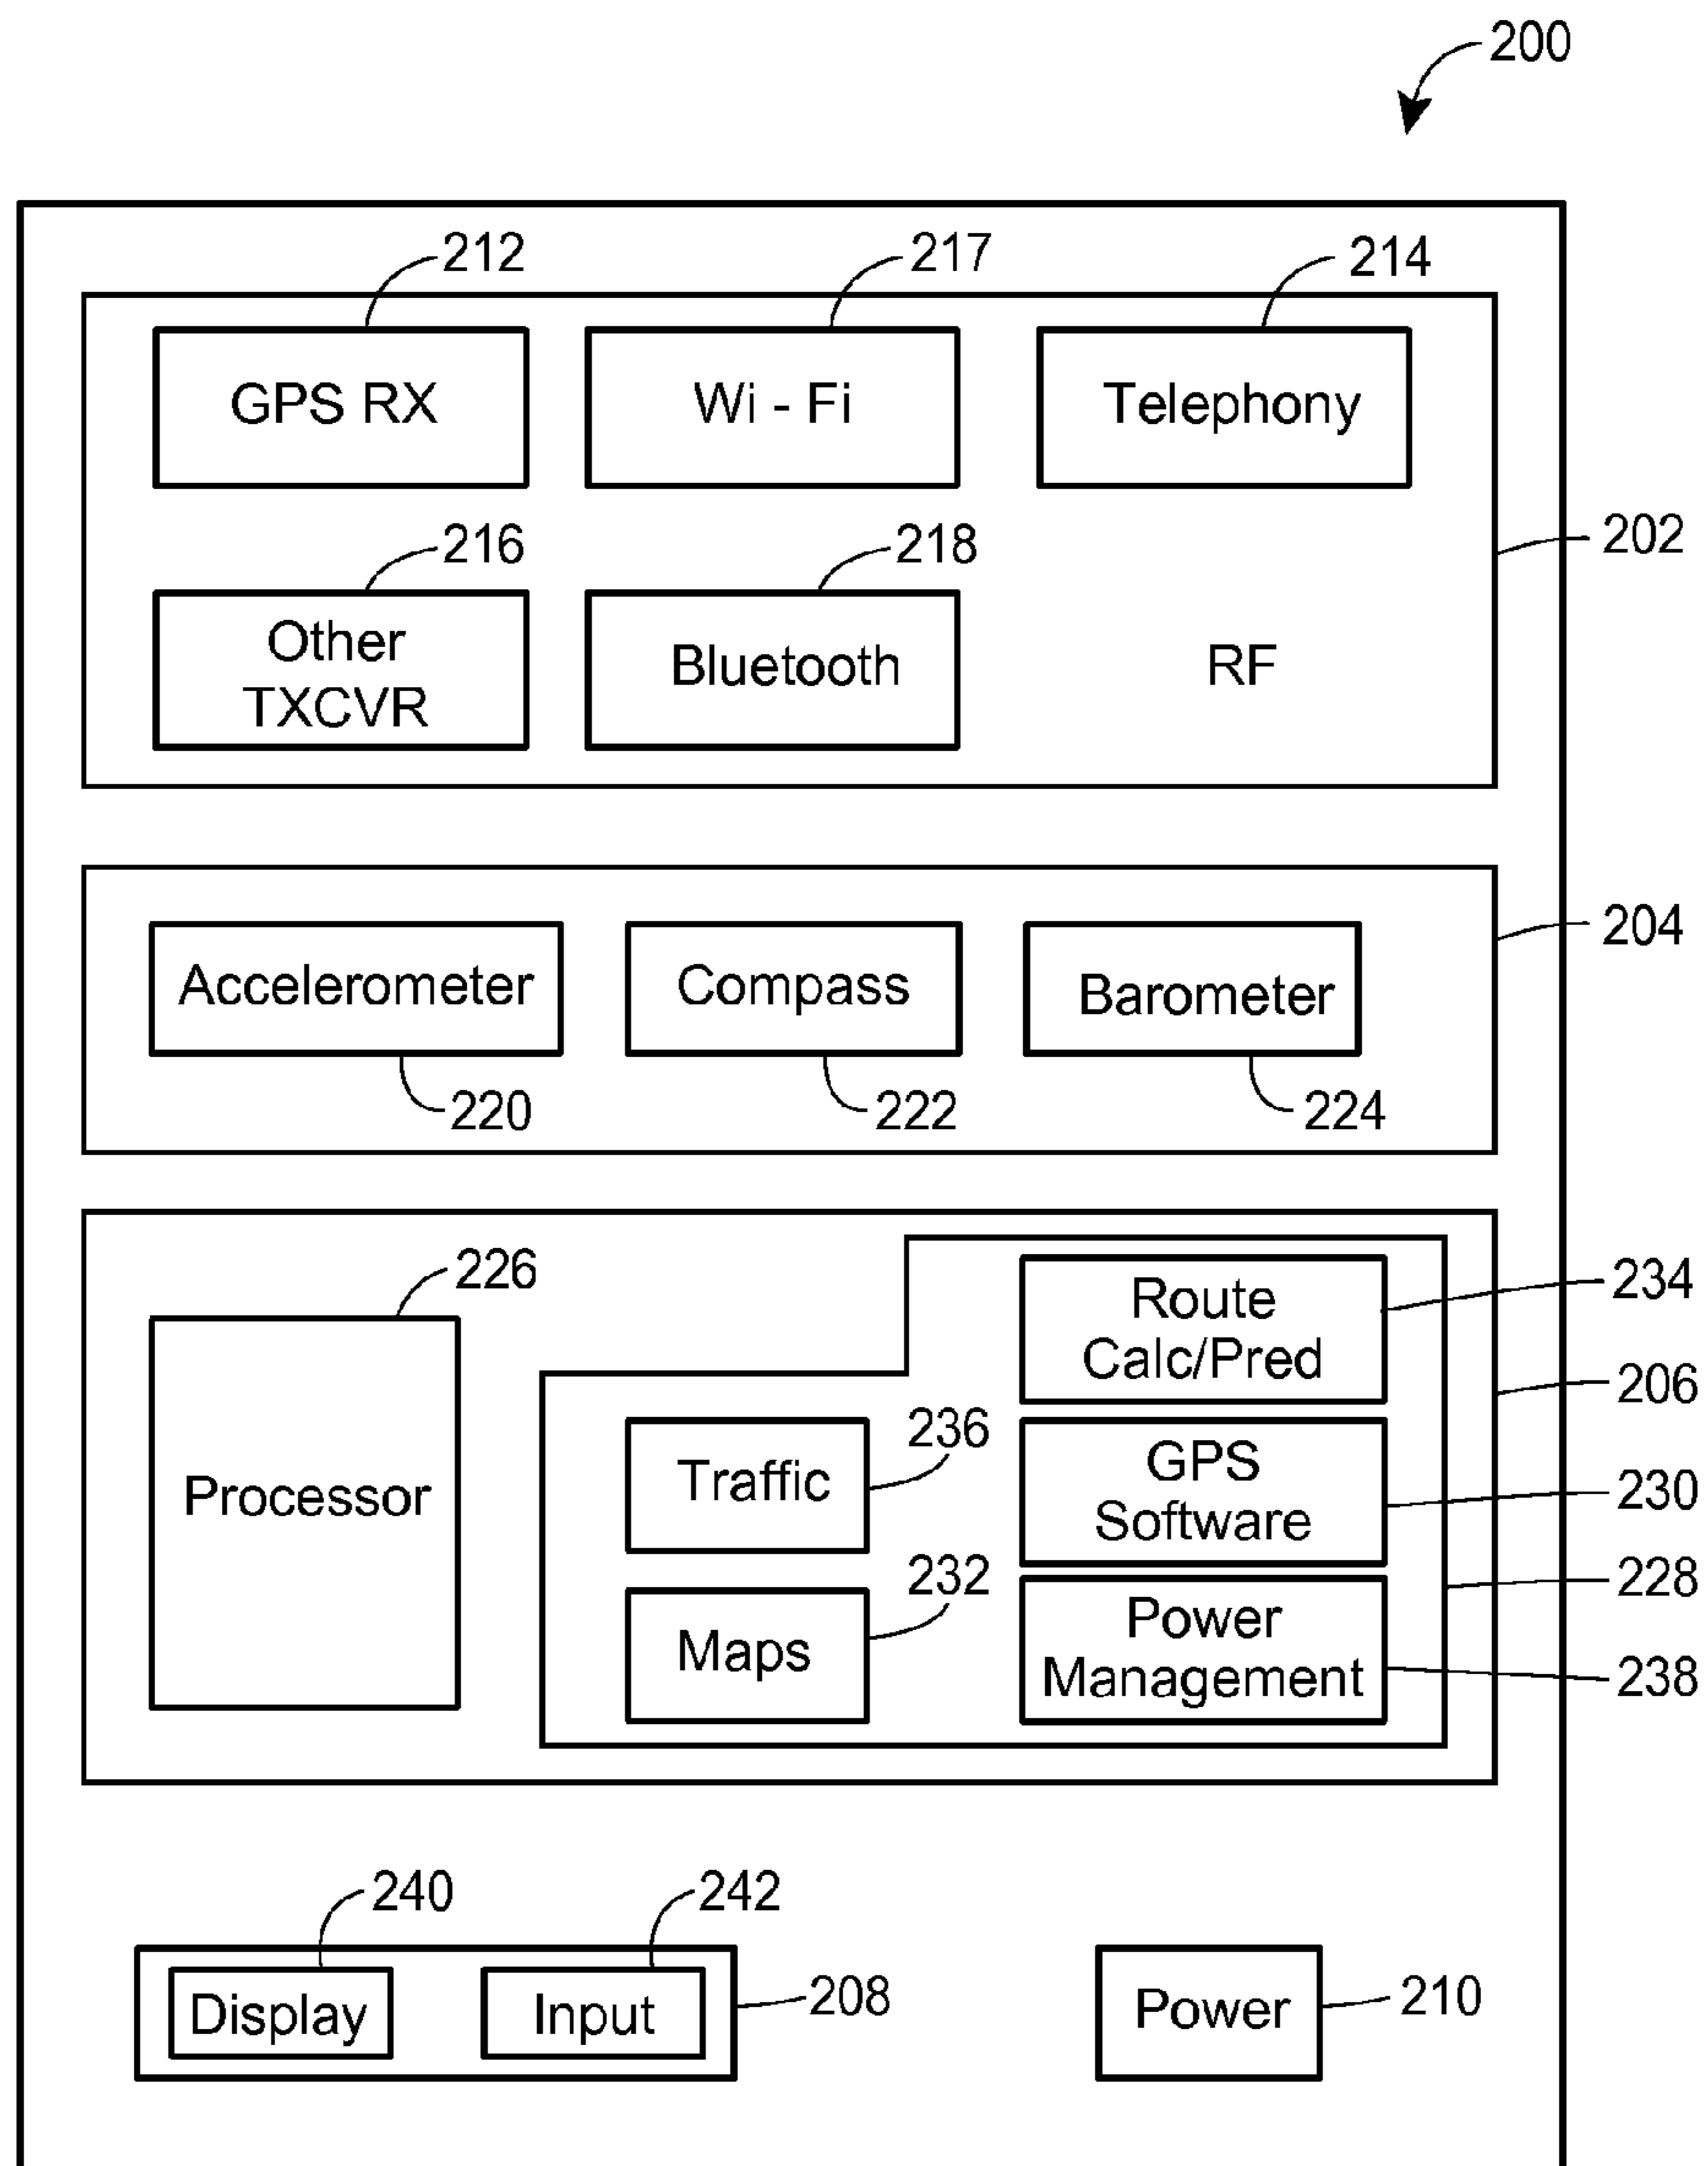 200
212
217
214
GPS RX
Wi - Fi
Telephony
216
218
202
Other
TXCVR
Bluetooth
RF
204
Accelerometer
Compass
Barometer
220
222
224
226
234
Route
Calc/Pred
206
236
Traffic
GPS
Software
230
Processor
232
228
Maps
Power
Management
238
240
242
Display
Input
208
Power
210